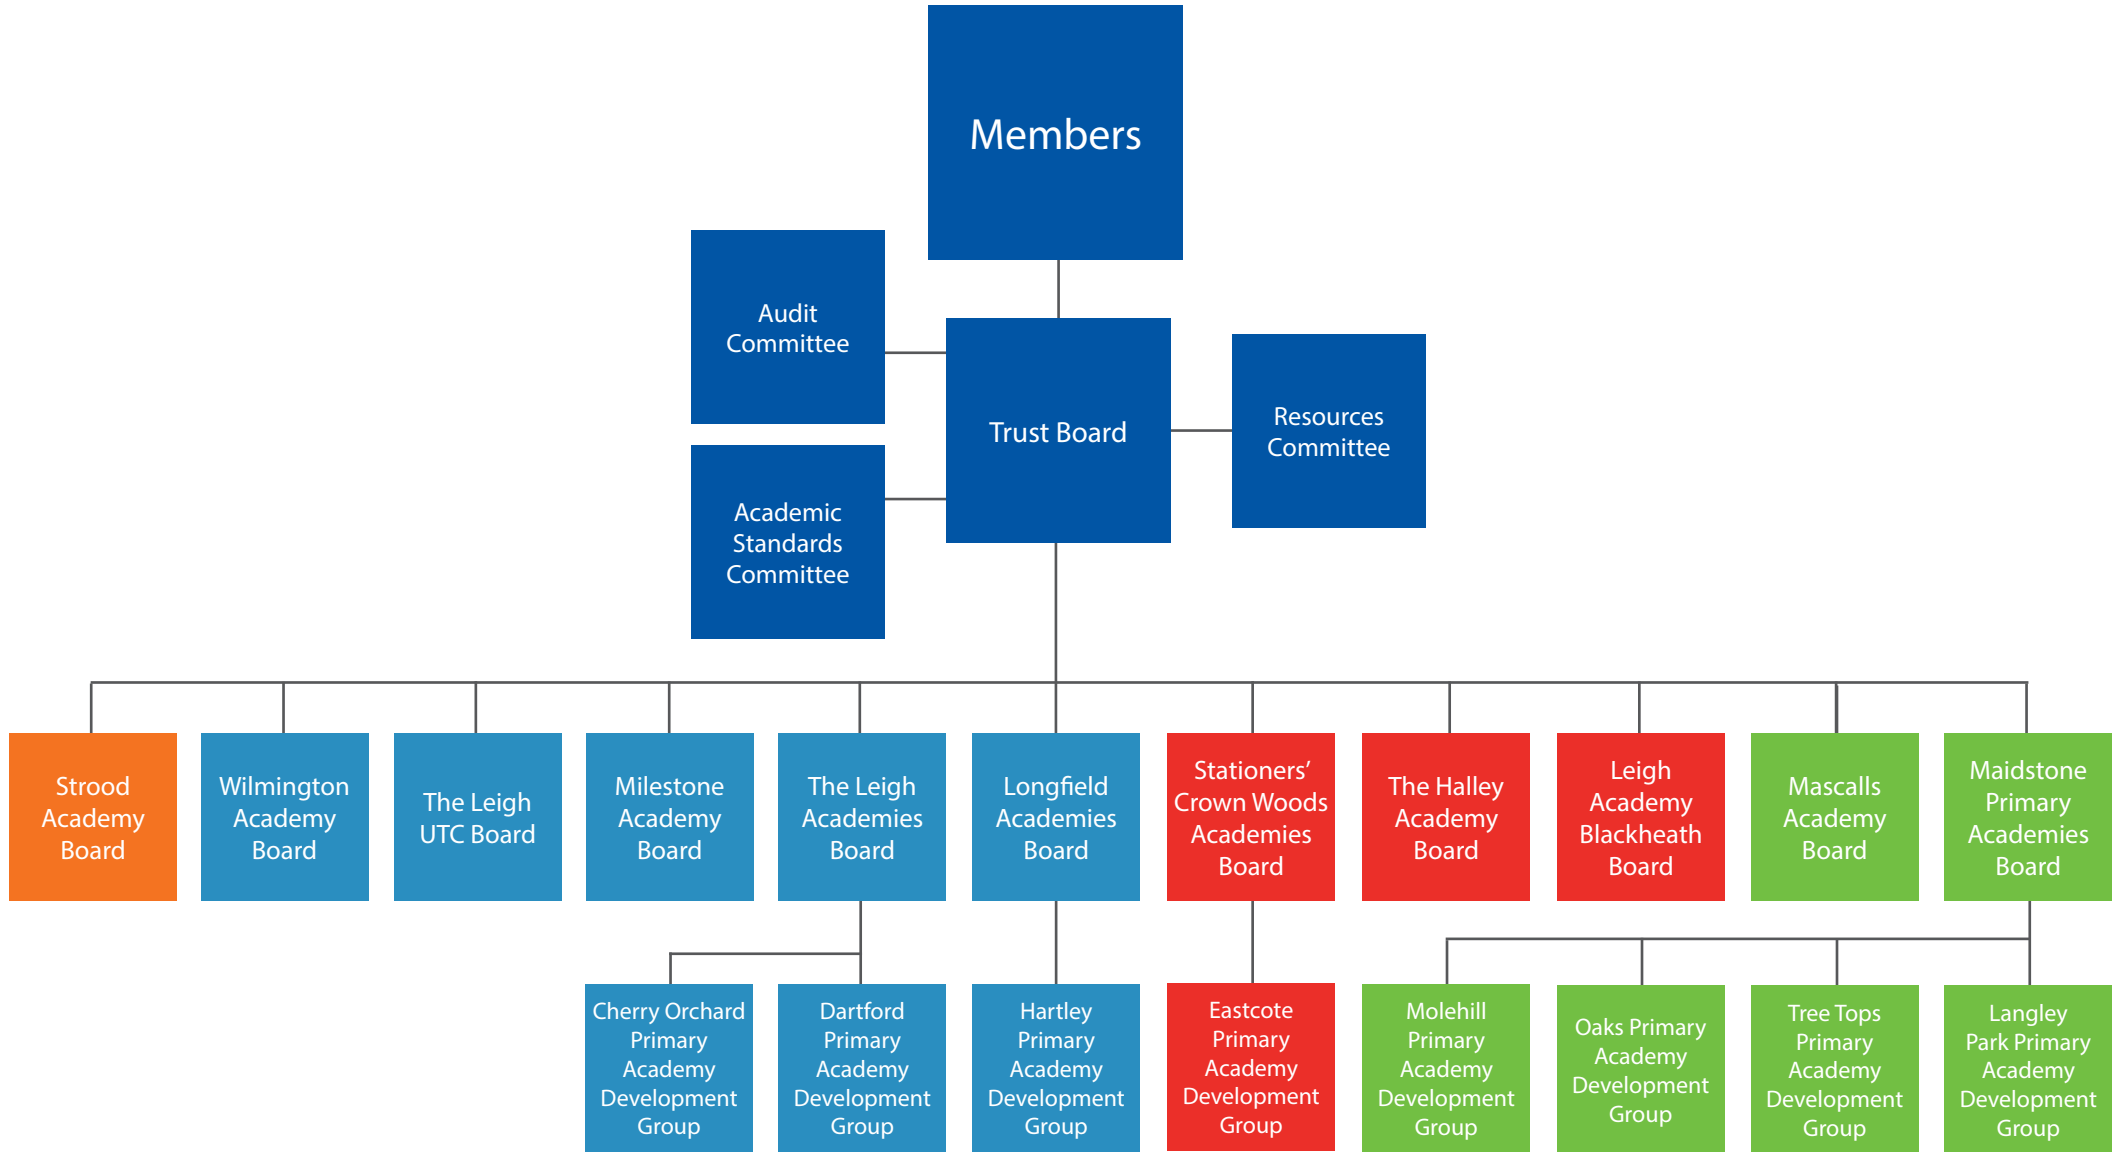 Members
Audit
Committee
Trust Board
Resources
Committee
Academic
Standards
Committee
Strood
Academy
Board
Wilmington
Academy
Board
The Leigh
UTC Board
Milestone
Academy
Board
The Leigh
Academies
Board
Longfield
Academies
Board
Stationers’
Crown Woods
Academies
Board
The Halley
Academy
Board
Leigh
Academy
Blackheath
Board
Mascalls
Academy
Board
Maidstone
Primary
Academies
Board
Cherry Orchard
Primary
Academy
Development
Group
Dartford
Primary
Academy
Development
Group
Hartley
Primary
Academy
Development
Group
Eastcote
Primary
Academy
Development
Group
Molehill
Primary
Academy
Development
Group
Oaks Primary
Academy
Development
Group
Tree Tops
Primary
Academy
Development
Group
Langley
Park Primary
Academy
Development
Group